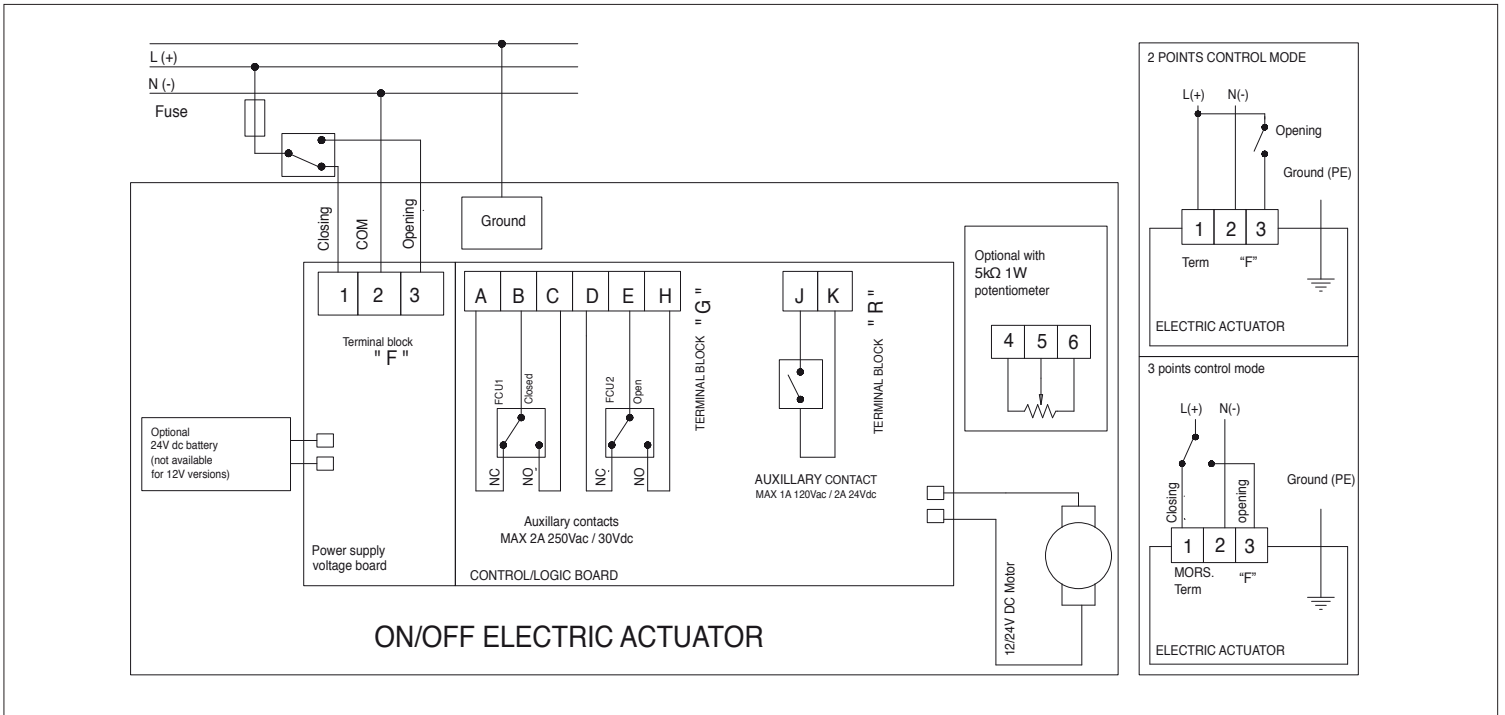 L (+)
N (-)
Fuse
Closing
COM
Opening
Ground
1 2 3
Terminal block
" F "
A B C D E H
TERMINAL BLOCK " G "
FCU1
Closed
NC
NO
FCU2
Open
NC
NO
Auxillary contacts
MAX 2A 250Vac / 30Vdc
J K
TERMINAL BLOCK " R "
AUXILLARY CONTACT
MAX 1A 120Vac / 2A 24Vdc
Optional with
5kΩ 1W
potentiometer
4 5 6
Optional
24V dc battery
(not available
for 12V versions)
Power supply
voltage board
CONTROL/LOGIC BOARD
12/24V DC Motor
ON/OFF ELECTRIC ACTUATOR
2 POINTS CONTROL MODE
L(+) N(-)
Opening
Ground (PE)
1 2 3
Term "F"
ELECTRIC ACTUATOR
3 points control mode
L(+) N(-)
Ground (PE)
Closing
opening
1 2 3
MORS.
Term "F"
ELECTRIC ACTUATOR